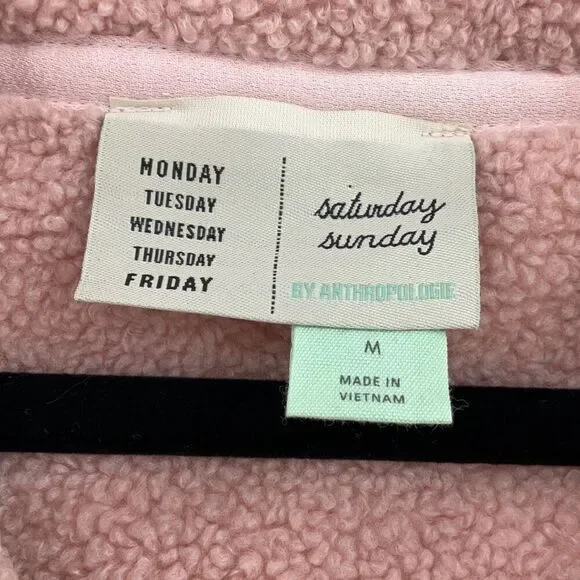 MONDAY
TUESDAY
WEDNESDAY
THURSDAY
FRIDAY
saturday
sunday
BY ANTHROPOLOGIE
M
MADE IN
VIETNAM